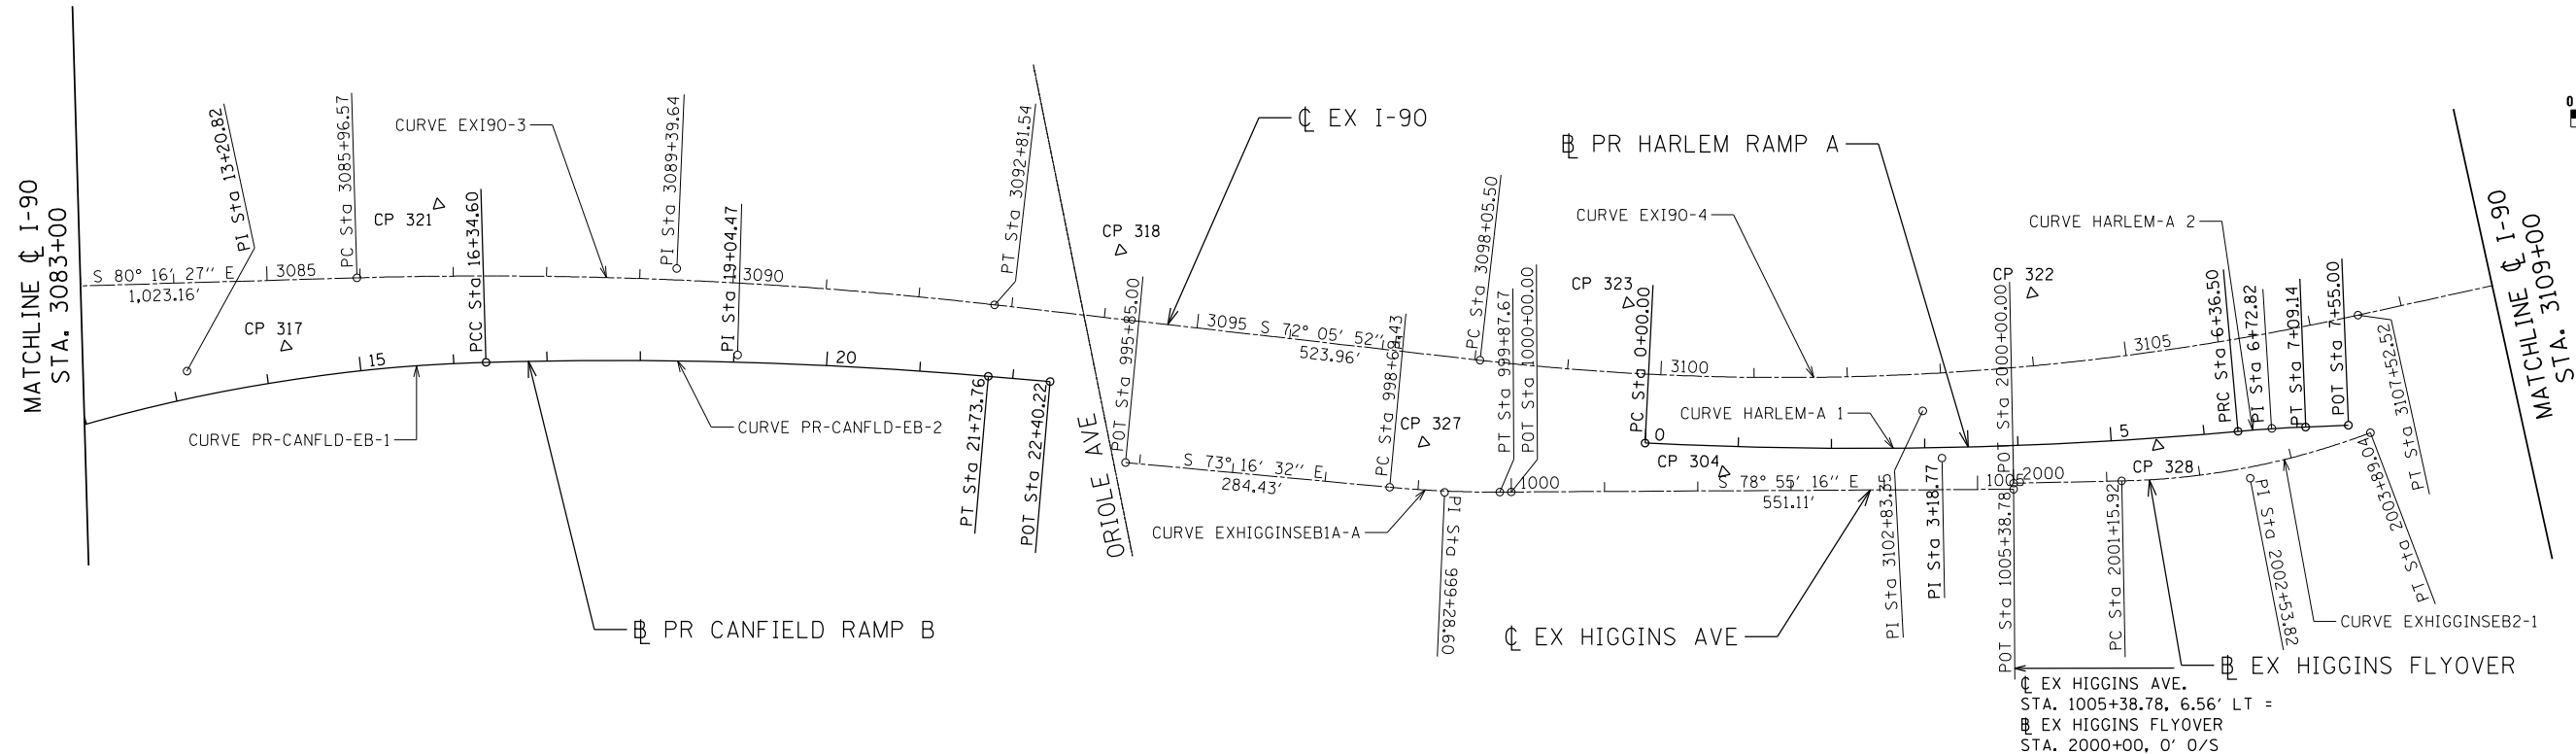 MATCHLINE ℄ I-90
STA. 3083+00
S 80° 16' 27" E
1,023.16'
3085
PI Sta 13+20.82
PC Sta 3085+96.57
CURVE EXI90-3
CP 321
PCC Sta 16+34.60
PI Sta 3089+39.64
PI Sta 19+04.47
3090
PT Sta 3092+81.54
CP 317
15
20
CURVE PR-CANFLD-EB-1
CURVE PR-CANFLD-EB-2
PT Sta 21+73.76
POT Sta 22+40.22
BL PR CANFIELD RAMP B
ORIOLE AVE
CP 318
℄ EX I-90
POT Sta 995+85.00
3095
S 72° 05' 52" E
523.96'
PC Sta 998+69.43
PC Sta 3098+05.50
PT Sta 999+87.67
POT Sta 1000+00.00
CP 327
S 73° 16' 32" E
284.43'
CURVE EXHIGGINSEB1A-A
PI Sta 999+28.60
1000
BL PR HARLEM RAMP A
CURVE EXI90-4
CP 323
PC Sta 0+00.00
3100
0
CURVE HARLEM-A 1
CP 304
S 78° 55' 16" E
551.11'
℄ EX HIGGINS AVE
PI Sta 3102+83.35
PI Sta 3+18.77
CP 322
POT Sta 2000+00.00
1005
2000
POT Sta 1005+38.78
CURVE HARLEM-A 2
3105
5
PRC Sta 6+36.50
PI Sta 6+72.82
PT Sta 7+09.14
POT Sta 7+55.00
CP 328
PC Sta 2001+15.92
PI Sta 2002+53.82
PT Sta 2003+89.04
PT Sta 3107+52.52
CURVE EXHIGGINSEB2-1
BL EX HIGGINS FLYOVER
℄ EX HIGGINS AVE.
STA. 1005+38.78, 6.56' LT =
BL EX HIGGINS FLYOVER
STA. 2000+00, 0' O/S
MATCHLINE ℄ I-90
STA. 3109+00
0